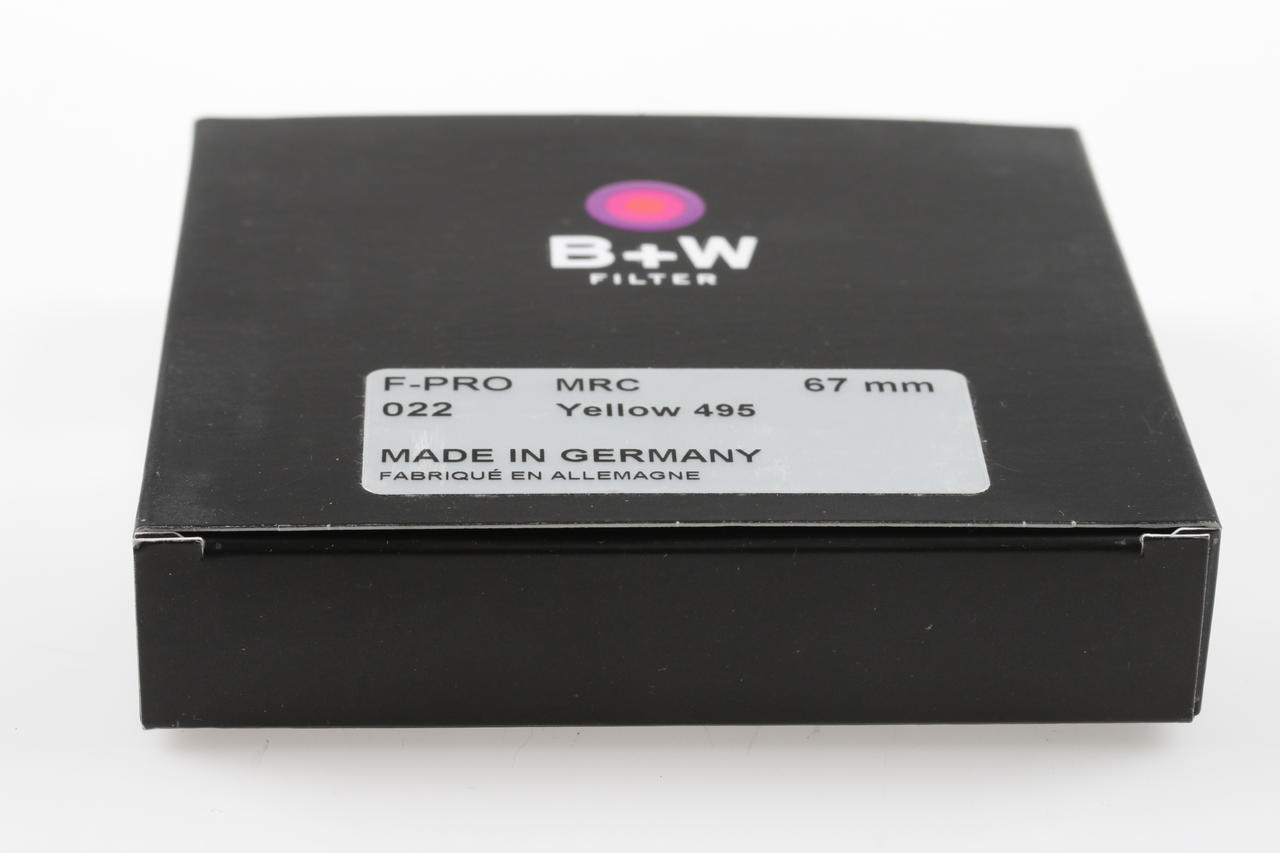 B+W
FILTER
F-PRO MRC 67 mm
022 Yellow 495
MADE IN GERMANY
FABRIQUÉ EN ALLEMAGNE